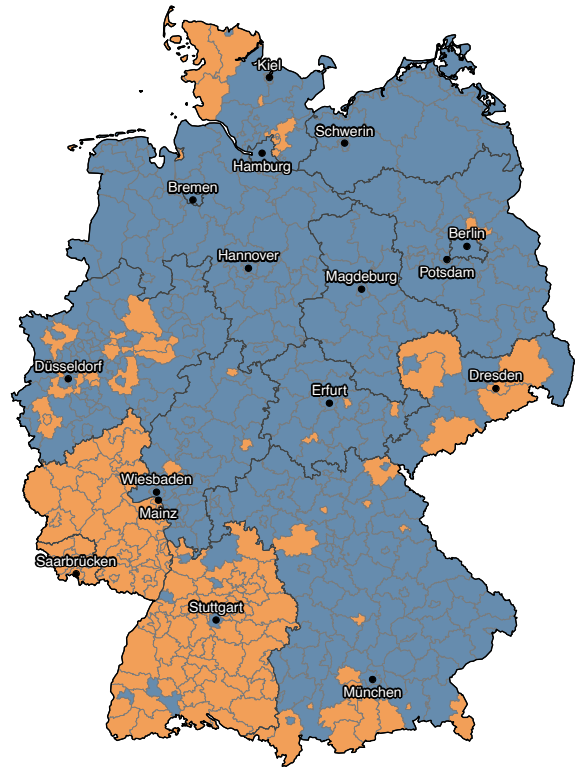 Kiel
Schwerin
Hamburg
Bremen
Berlin
Hannover
Potsdam
Magdeburg
Düsseldorf
Dresden
Erfurt
Wiesbaden
Mainz
Saarbrücken
Stuttgart
München